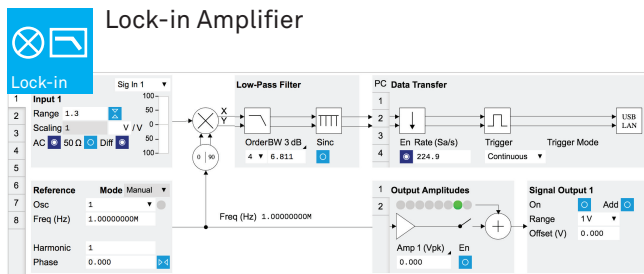 Lock-in Amplifier
Lock-in
Sig In 1 ▼
1 Input 1
2 Range 1.3
3 Scaling 1 V / V
4 AC 50 Ω Diff
5
6
7
8
100 -
50 -
0 -
50 -
100 -
X
Y
0 90
Low-Pass Filter
Order BW 3 dB Sinc
4 ▼ 6.811
PC Data Transfer
1
2
3
4
En Rate (Sa/s) Trigger Trigger Mode
224.9 Continuous ▼
USB
LAN
Reference Mode Manual ▼
Osc 1 ▼
Freq (Hz) 1.00000000M
Harmonic 1
Phase 0.000
Freq (Hz) 1.00000000M
1 Output Amplitudes
2
Amp 1 (Vpk) En
0.000
Signal Output 1
On Add
Range 1 V ▼
Offset (V) 0.000